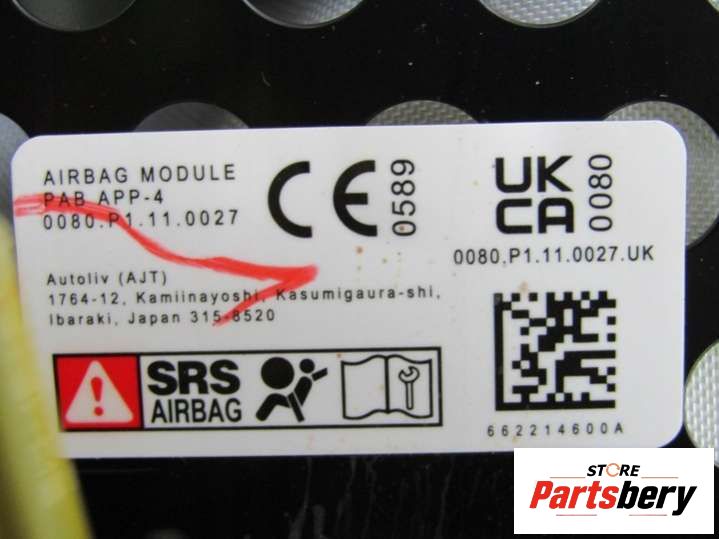 AIRBAG MODULE
PAB APP-4
0080.P1.11.0027
CE
0589
UK
CA
0080
0080.P1.11.0027.UK
Autoliv (AJT)
1764-12, Kamiinayoshi, Kasumigaura-shi,
Ibaraki, Japan 315-8520
SRS
AIRBAG
662214600A
STORE
Partsbery